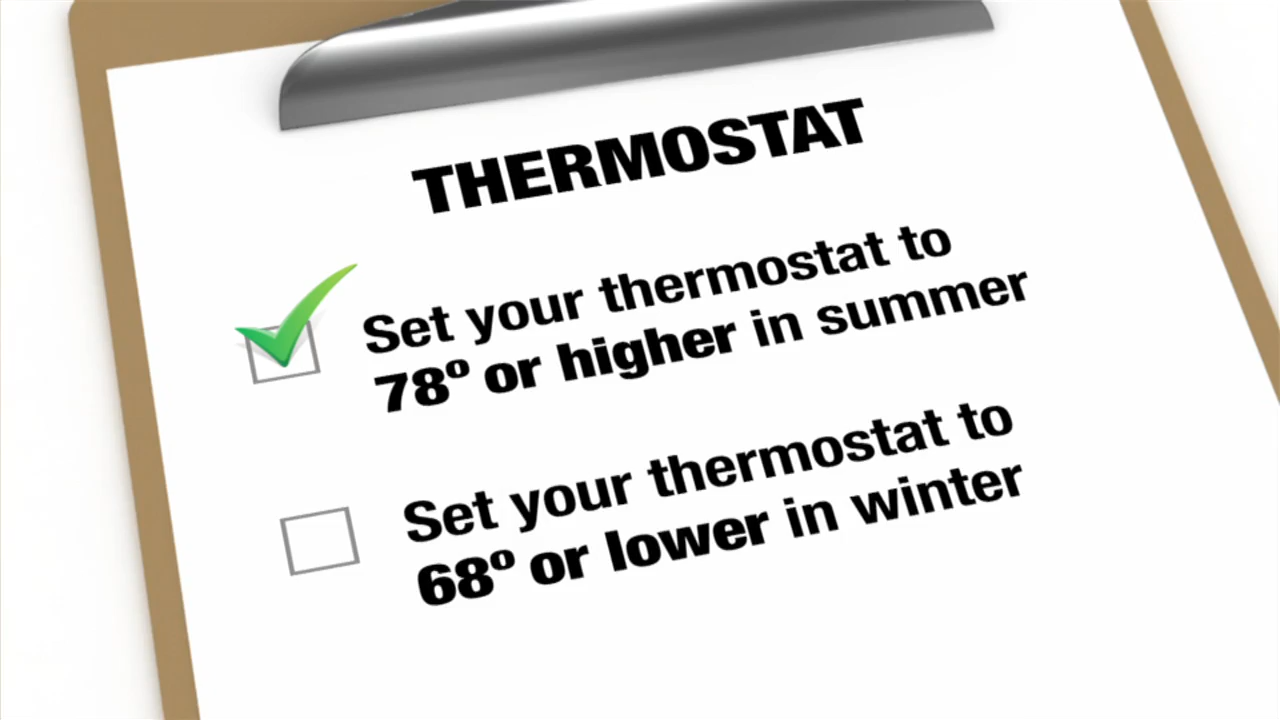 THERMOSTAT
Set your thermostat to
78º or higher in summer
Set your thermostat to
68º or lower in winter